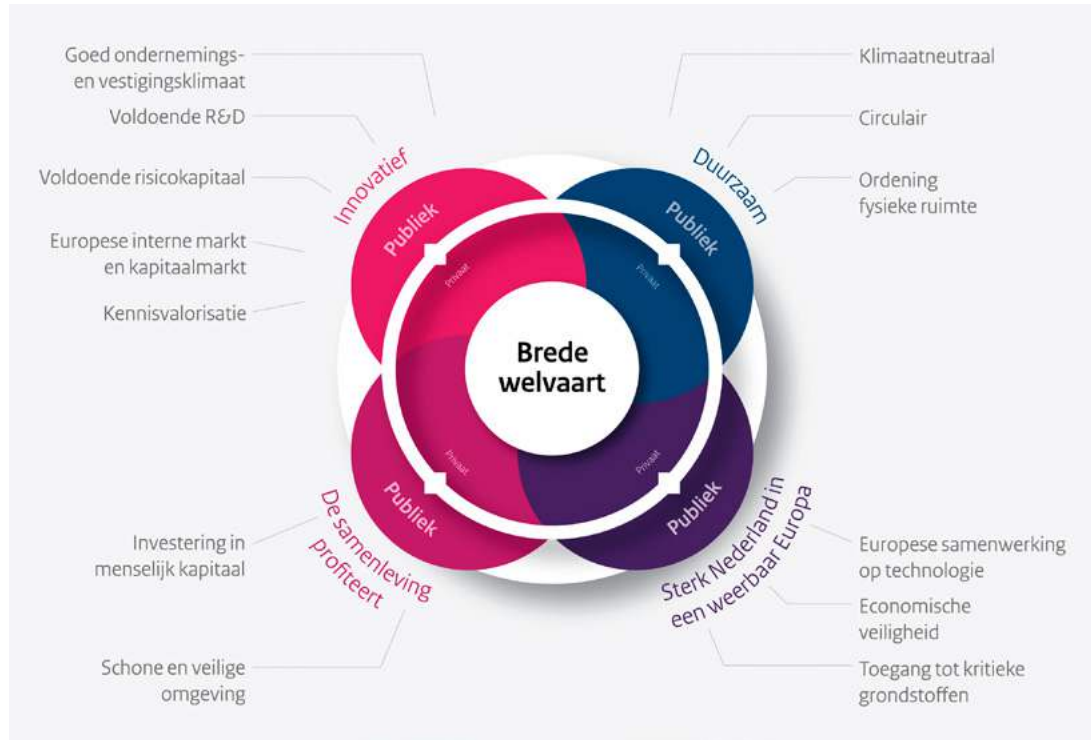 Goed ondernemings-
en vestigingsklimaat
Voldoende R&D
Voldoende risicokapitaal
Europese interne markt
en kapitaalmarkt
Kennisvalorisatie
Innovatief
Publiek
Privaat
Klimaatneutraal
Circulair
Ordening
fysieke ruimte
Duurzaam
Publiek
Privaat
Brede
welvaart
Investering in
menselijk kapitaal
Schone en veilige
omgeving
De samenleving
profiteert
Publiek
Privaat
Sterk Nederland in
een weerbaar Europa
Publiek
Privaat
Europese samenwerking
op technologie
Economische
veiligheid
Toegang tot kritieke
grondstoffen